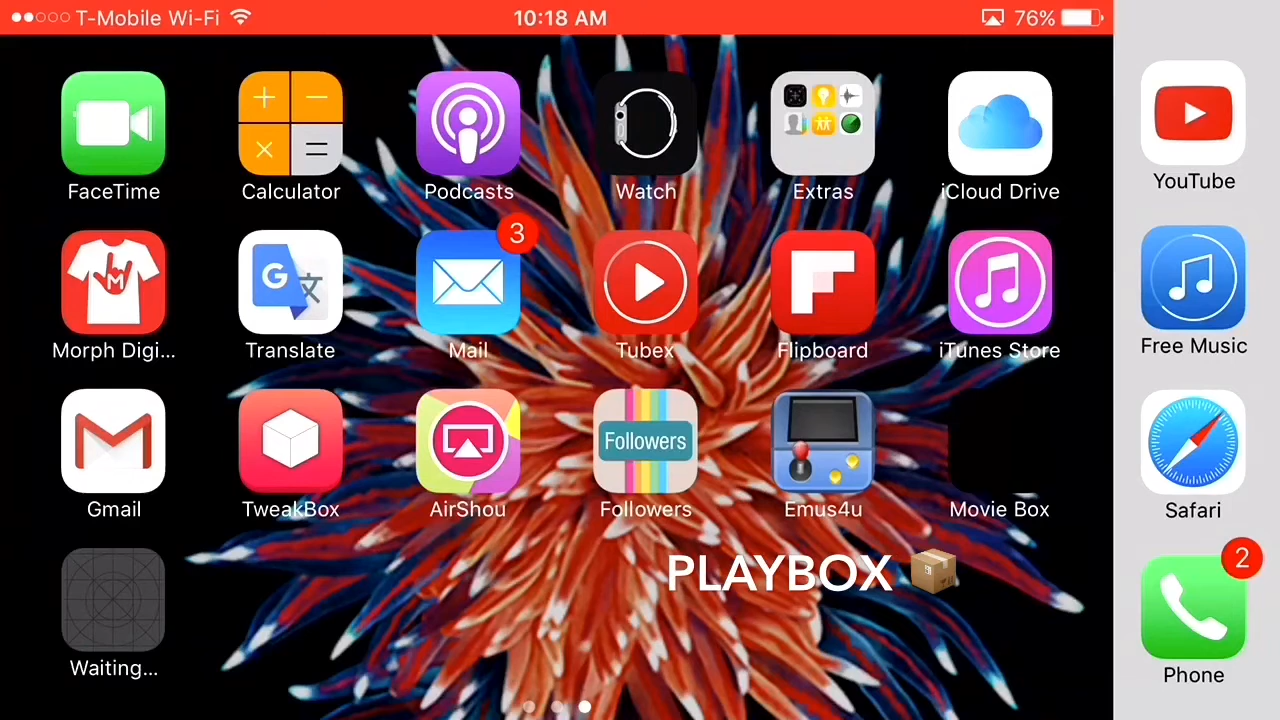 T-Mobile Wi-Fi 10:18 AM 76%
FaceTime Calculator Podcasts Watch Extras iCloud Drive
YouTube
3
M
G
Morph Digi... Translate Mail Tubex Flipboard iTunes Store
Free Music
Followers
Gmail TweakBox AirShou Followers Emus4u Movie Box
Safari
PLAYBOX
2
Waiting...
Phone